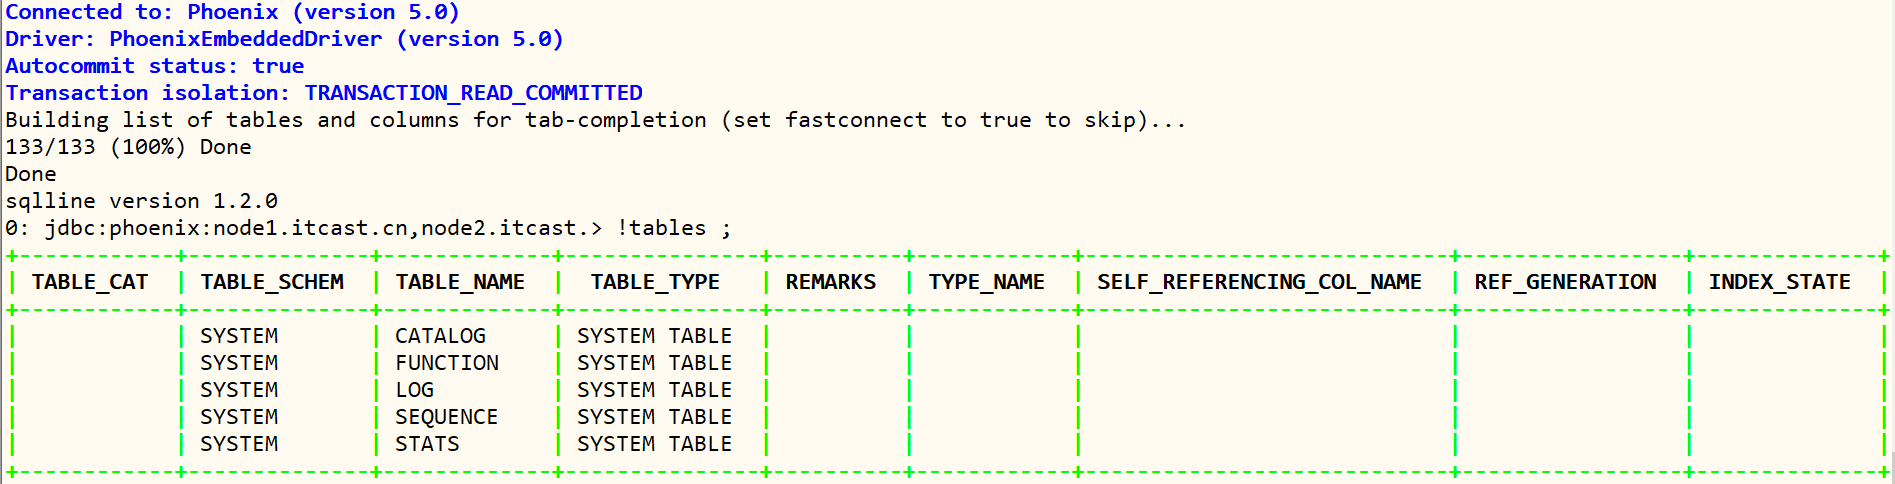 Connected to: Phoenix (version 5.0)
Driver: PhoenixEmbeddedDriver (version 5.0)
Autocommit status: true
Transaction isolation: TRANSACTION_READ_COMMITTED
Building list of tables and columns for tab-completion (set fastconnect to true to skip)...
133/133 (100%) Done
Done
sqlline version 1.2.0
0: jdbc:phoenix:node1.itcast.cn,node2.itcast.> !tables ;
+------------+--------------+-------------+---------------+----------+------------+----------------------------+-----------------+--------------+
| TABLE_CAT  | TABLE_SCHEM  | TABLE_NAME  |  TABLE_TYPE   | REMARKS  | TYPE_NAME  | SELF_REFERENCING_COL_NAME  | REF_GENERATION  | INDEX_STATE  |
+------------+--------------+-------------+---------------+----------+------------+----------------------------+-----------------+--------------+
|            | SYSTEM       | CATALOG     | SYSTEM TABLE  |          |            |                            |                 |              |
|            | SYSTEM       | FUNCTION    | SYSTEM TABLE  |          |            |                            |                 |              |
|            | SYSTEM       | LOG         | SYSTEM TABLE  |          |            |                            |                 |              |
|            | SYSTEM       | SEQUENCE    | SYSTEM TABLE  |          |            |                            |                 |              |
|            | SYSTEM       | STATS       | SYSTEM TABLE  |          |            |                            |                 |              |
+------------+--------------+-------------+---------------+----------+------------+----------------------------+-----------------+--------------+